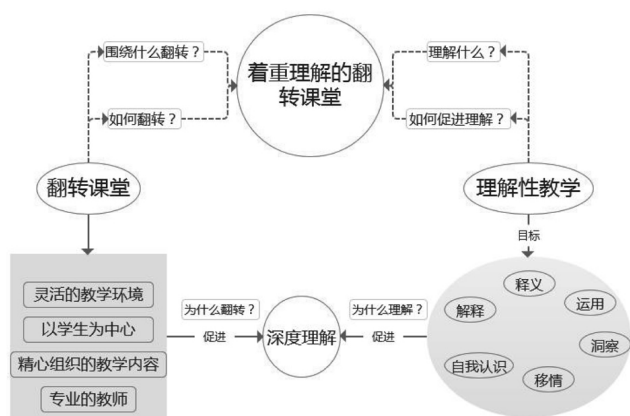 围绕什么翻转？
如何翻转？
着重理解的翻
转课堂
理解什么？
如何促进理解？
翻转课堂
理解性教学
目标
灵活的教学环境
以学生为中心
精心组织的教学内容
专业的教师
为什么翻转？
促进
深度理解
为什么理解？
促进
释义
解释
运用
洞察
自我认识
移情